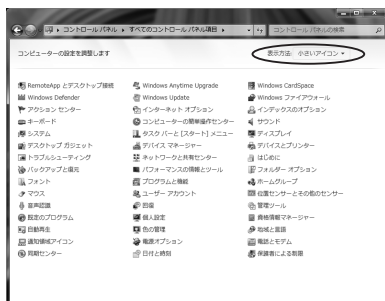 コントロール パネル ▸ すべてのコントロール パネル項目 ▸
コントロール パネルの検索
コンピューターの設定を調整します
表示方法: 小さいアイコン ▾
RemoteApp とデスクトップ接続
Windows Anytime Upgrade
Windows CardSpace
Windows Defender
Windows Update
Windows ファイアウォール
アクション センター
インターネット オプション
インデックスのオプション
キーボード
コンピューターの簡単操作センター
サウンド
システム
タスク バーと [スタート] メニュー
ディスプレイ
デスクトップ ガジェット
デバイス マネージャー
デバイスとプリンター
トラブルシューティング
ネットワークと共有センター
はじめに
バックアップと復元
パフォーマンスの情報とツール
フォルダー オプション
フォント
プログラムと機能
ホームグループ
マウス
ユーザー アカウント
位置センサーとその他のセンサー
音声認識
回復
管理ツール
既定のプログラム
個人設定
資格情報マネージャー
自動再生
色の管理
地域と言語
通知領域アイコン
電源オプション
電話とモデム
同期センター
日付と時刻
保護者による制限